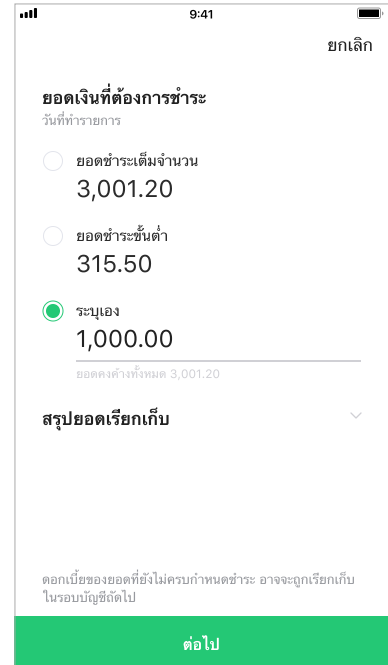 9:41
ยกเลิก
ยอดเงินที่ต้องการชำระ
วันที่ทำรายการ
ยอดชำระเต็มจำนวน
3,001.20
ยอดชำระขั้นต่ำ
315.50
ระบุเอง
1,000.00
ยอดคงค้างทั้งหมด 3,001.20
สรุปยอดเรียกเก็บ
ดอกเบี้ยของยอดที่ยังไม่ครบกำหนดชำระ อาจจะถูกเรียกเก็บ
ในรอบบัญชีถัดไป
ต่อไป